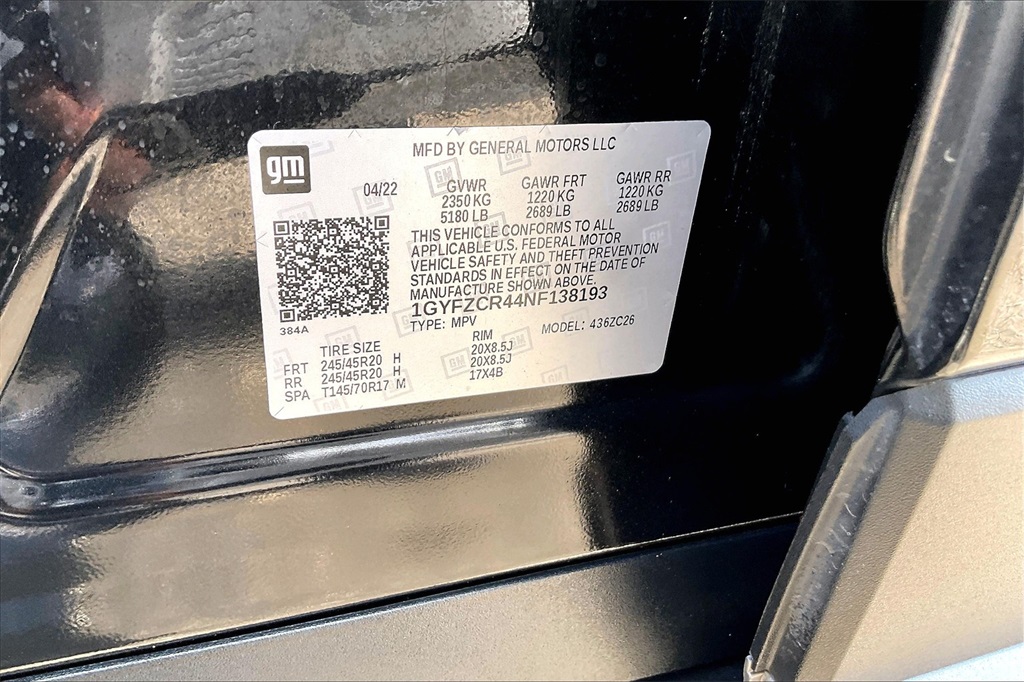 gm
MFD BY GENERAL MOTORS LLC
04/22 GVWR GAWR FRT GAWR RR
2350 KG 1220 KG 1220 KG
5180 LB 2689 LB 2689 LB
THIS VEHICLE CONFORMS TO ALL
APPLICABLE U.S. FEDERAL MOTOR
VEHICLE SAFETY AND THEFT PREVENTION
STANDARDS IN EFFECT ON THE DATE OF
MANUFACTURE SHOWN ABOVE.
1GYFZCR44NF138193
384A
TYPE: MPV MODEL: 436ZC26
TIRE SIZE RIM
FRT 245/45R20 H 20X8.5J
RR 245/45R20 H 20X8.5J
SPA T145/70R17 M 17X4B